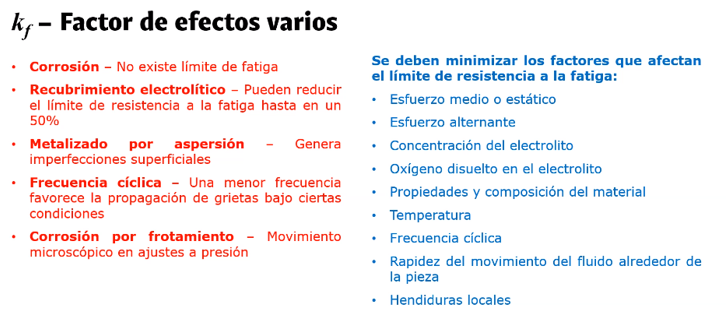 kf – Factor de efectos varios
• Corrosión – No existe límite de fatiga
• Recubrimiento electrolítico – Pueden reducir
el límite de resistencia a la fatiga hasta en un
50%
• Metalizado por aspersión – Genera
imperfecciones superficiales
• Frecuencia cíclica – Una menor frecuencia
favorece la propagación de grietas bajo ciertas
condiciones
• Corrosión por frotamiento – Movimiento
microscópico en ajustes a presión
Se deben minimizar los factores que afectan
el límite de resistencia a la fatiga:
• Esfuerzo medio o estático
• Esfuerzo alternante
• Concentración del electrolito
• Oxígeno disuelto en el electrolito
• Propiedades y composición del material
• Temperatura
• Frecuencia cíclica
• Rapidez del movimiento del fluido alrededor de
la pieza
• Hendiduras locales